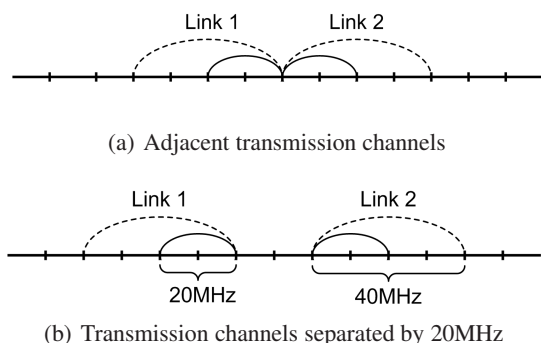 Link 1 Link 2
(a) Adjacent transmission channels
Link 1 Link 2
20MHz 40MHz
(b) Transmission channels separated by 20MHz